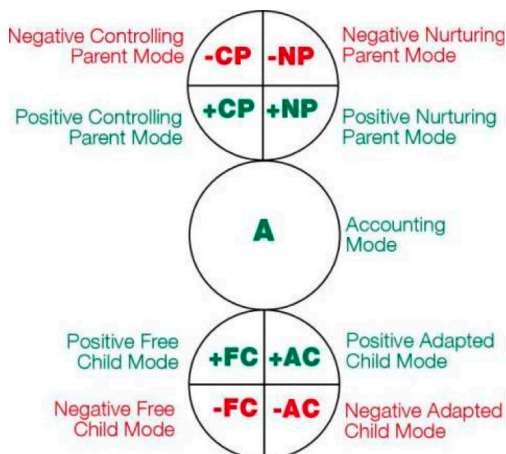 Negative Controlling
Parent Mode
-CP
-NP
Negative Nurturing
Parent Mode
Positive Controlling
Parent Mode
+CP
+NP
Positive Nurturing
Parent Mode
A
Accounting
Mode
Positive Free
Child Mode
+FC
+AC
Positive Adapted
Child Mode
Negative Free
Child Mode
-FC
-AC
Negative Adapted
Child Mode